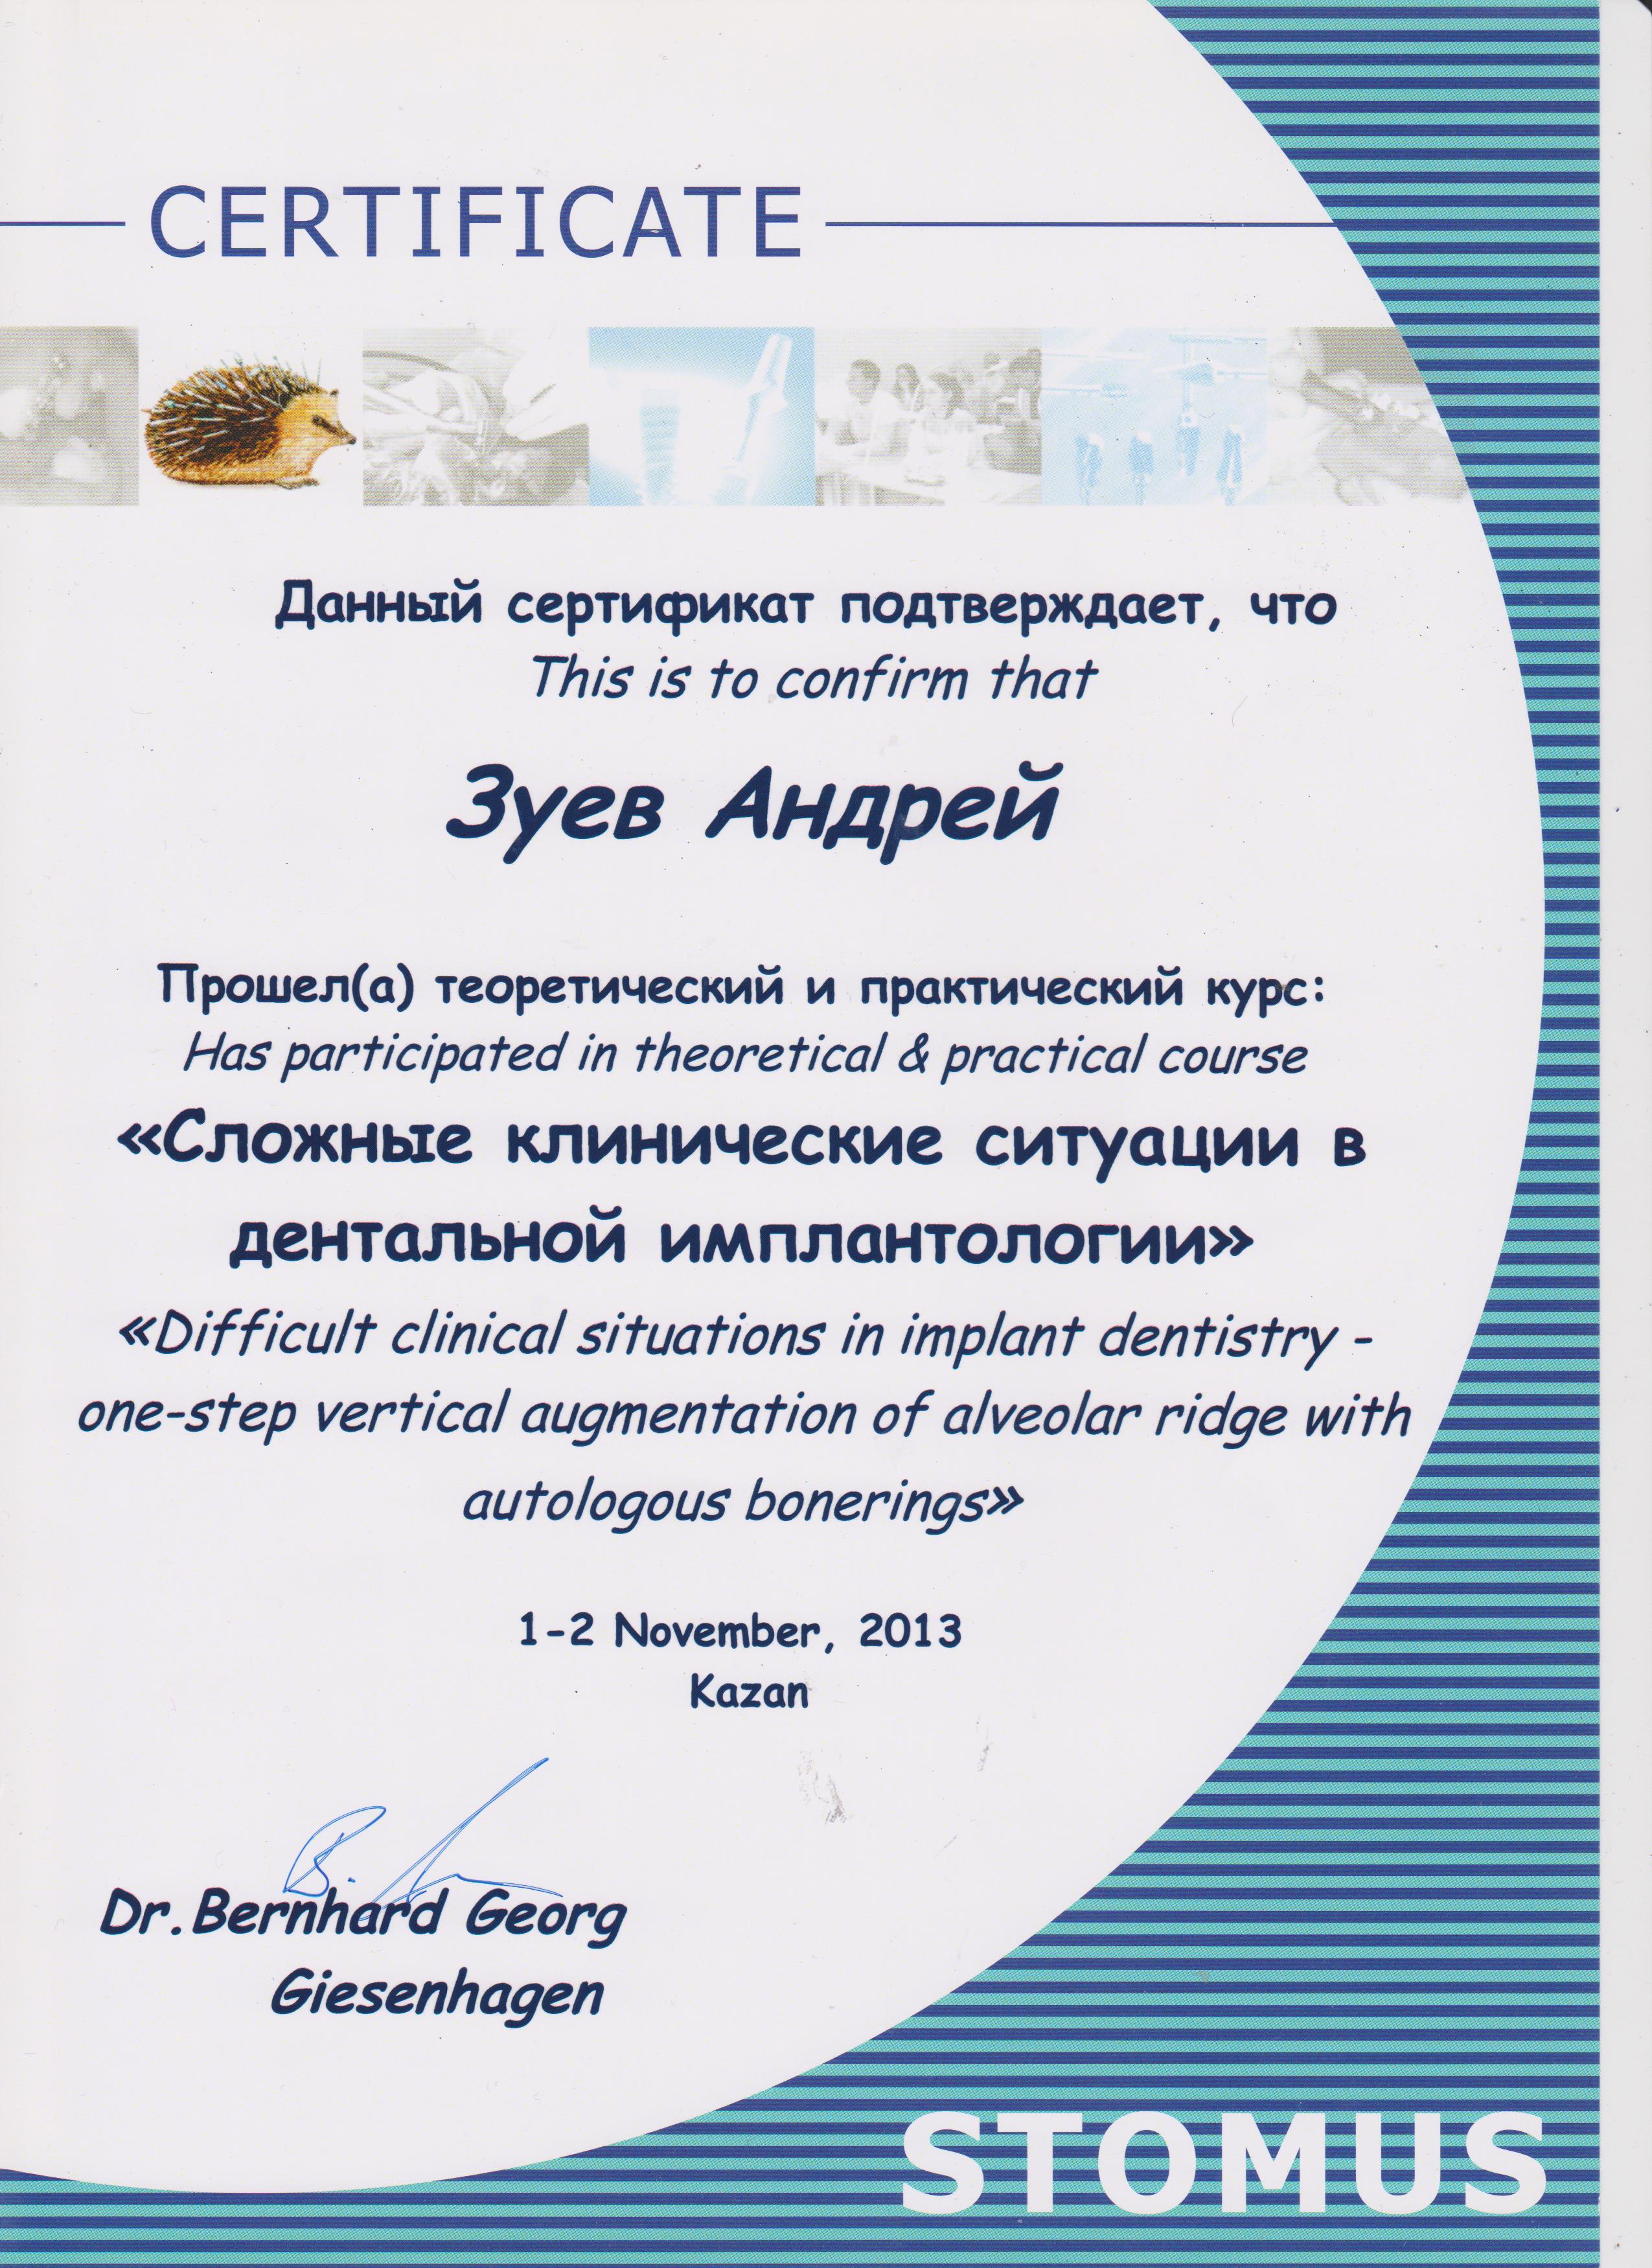 CERTIFICATE
Данный сертификат подтверждает, что
This is to confirm that
Зуев Андрей
Прошел(а) теоретический и практический курс:
Has participated in theoretical & practical course
«Сложные клинические ситуации в
дентальной имплантологии»
«Difficult clinical situations in implant dentistry -
one-step vertical augmentation of alveolar ridge with
autologous bonerings»
1-2 November, 2013
Kazan
Dr.Bernhard Georg
Giesenhagen
STOMUS